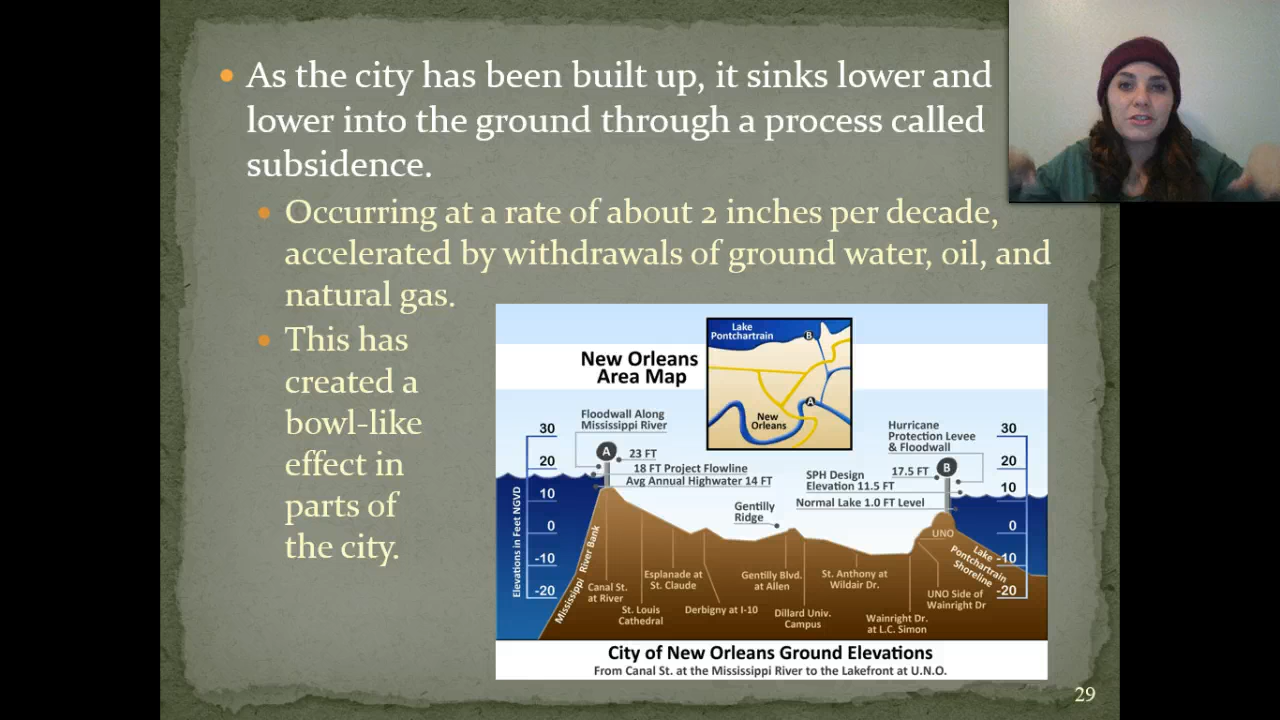 As the city has been built up, it sinks lower and
lower into the ground through a process called
subsidence.
Occurring at a rate of about 2 inches per decade,
accelerated by withdrawals of ground water, oil, and
natural gas.
This has
created a
bowl-like
effect in
parts of
the city.
New Orleans
Area Map
Lake
Pontchartrain
B
A
New
Orleans
Floodwall Along
Mississippi River
A
23 FT
18 FT Project Flowline
Avg Annual Highwater 14 FT
Hurricane
Protection Levee
& Floodwall
17.5 FT
B
SPH Design
Elevation 11.5 FT
Normal Lake 1.0 FT Level
Gentilly
Ridge
Elevations in Feet NGVD
30
20
10
0
-10
-20
30
20
10
0
-10
-20
Mississippi River Bank
Canal St.
at River
St. Louis
Cathedral
Esplanade at
St. Claude
Derbigny at I-10
Gentilly Blvd.
at Allen
Dillard Univ.
Campus
St. Anthony at
Wildair Dr.
Wainright Dr.
at L.C. Simon
UNO
UNO Side of
Wainright Dr
Lake
Pontchartrain
Shoreline
City of New Orleans Ground Elevations
From Canal St. at the Mississippi River to the Lakefront at U.N.O.
29